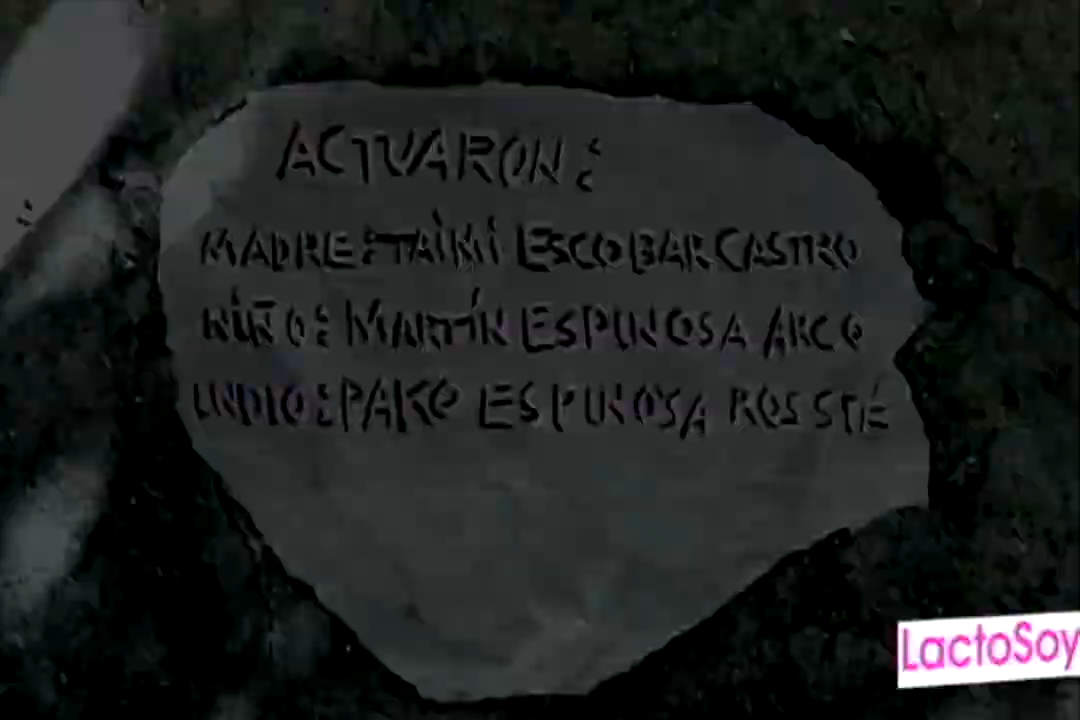 ACTUARON:
MADRE: TAIMI ESCOBAR CASTRO
NIÑO: MARTÍN ESPINOSA ARCO
INDIO: PAKO ESPINOSA ROSSTÉ
LactoSoy